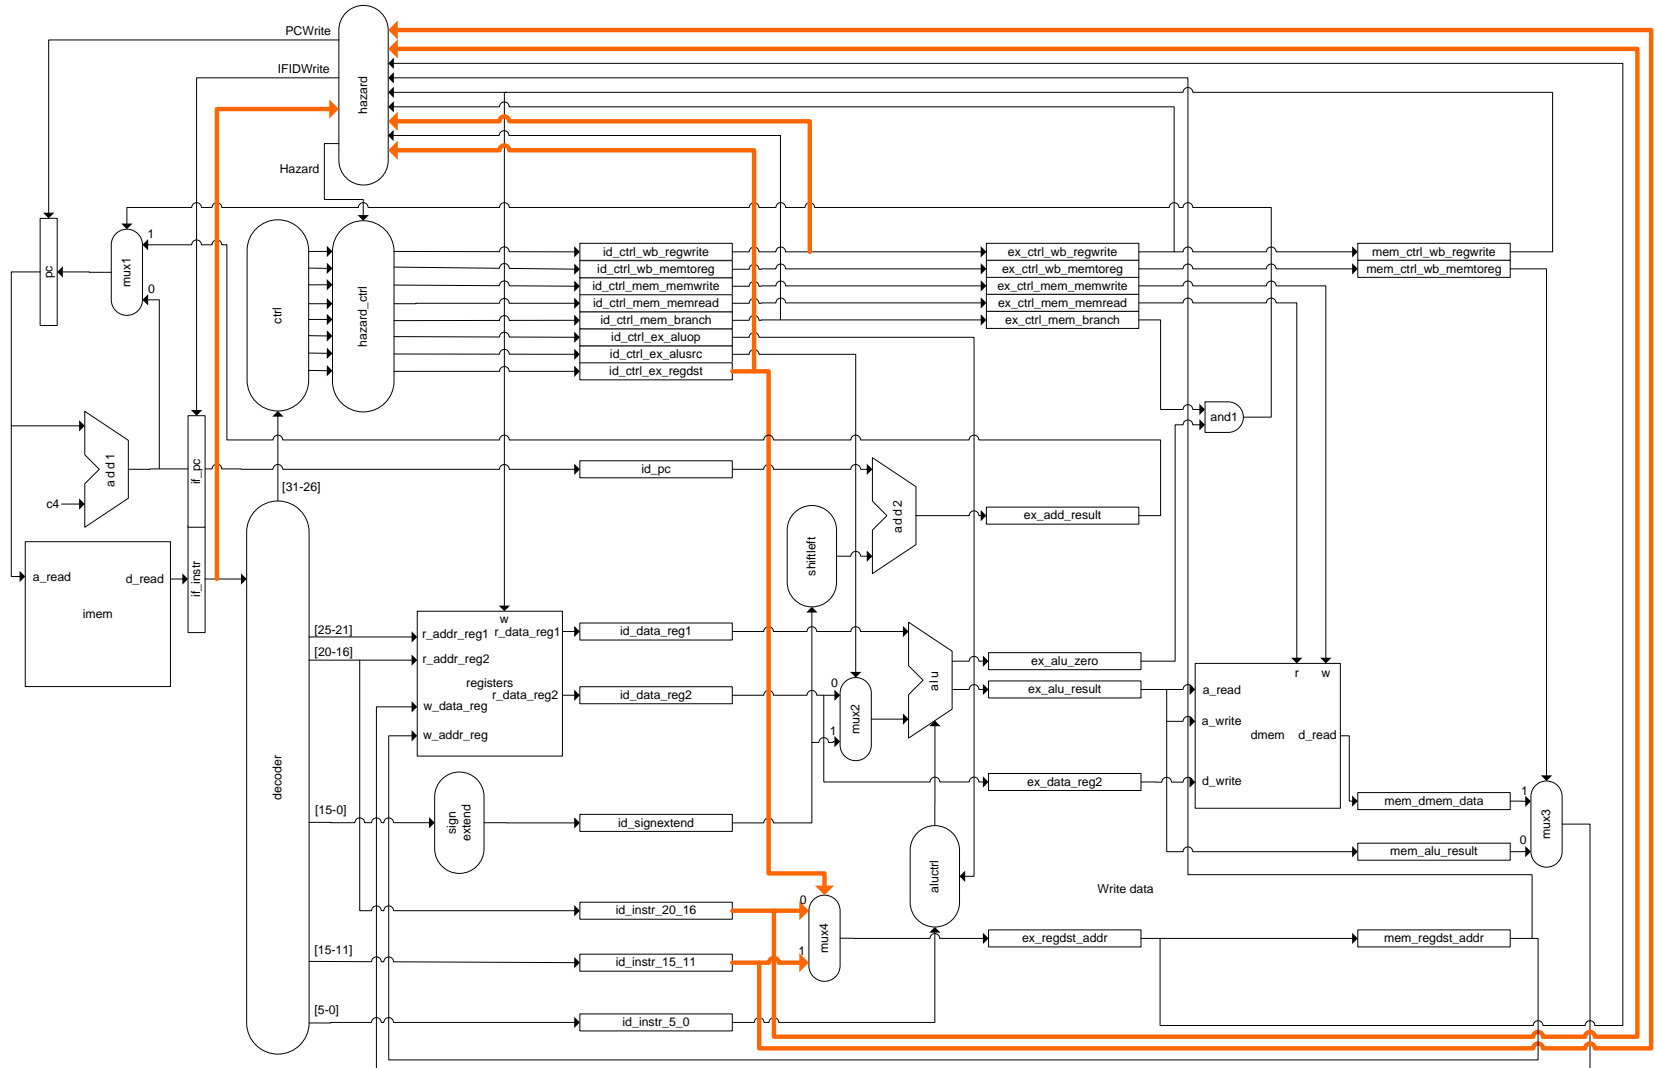 PCWrite
IFIDWrite
hazard
Hazard
pc
mux1
1
0
ctrl
hazard_ctrl
id_ctrl_wb_regwrite
id_ctrl_wb_memtoreg
id_ctrl_mem_memwrite
id_ctrl_mem_memread
id_ctrl_mem_branch
id_ctrl_ex_aluop
id_ctrl_ex_alusrc
id_ctrl_ex_regdst
ex_ctrl_wb_regwrite
ex_ctrl_wb_memtoreg
ex_ctrl_mem_memwrite
ex_ctrl_mem_memread
ex_ctrl_mem_branch
mem_ctrl_wb_regwrite
mem_ctrl_wb_memtoreg
and1
add1
c4
if_pc
if_instr
[31-26]
id_pc
add2
ex_add_result
shiftleft
a_read
d_read
imem
decoder
[25-21]
[20-16]
[15-0]
[15-11]
[5-0]
w
r_addr_reg1
r_data_reg1
r_addr_reg2
registers
r_data_reg2
w_data_reg
w_addr_reg
id_data_reg1
id_data_reg2
0
1
mux2
alu
ex_alu_zero
ex_alu_result
ex_data_reg2
r
w
a_read
a_write
dmem
d_read
d_write
sign
extend
id_signextend
aluctrl
mem_dmem_data
mem_alu_result
1
0
mux3
Write data
id_instr_20_16
id_instr_15_11
id_instr_5_0
0
1
mux4
ex_regdst_addr
mem_regdst_addr